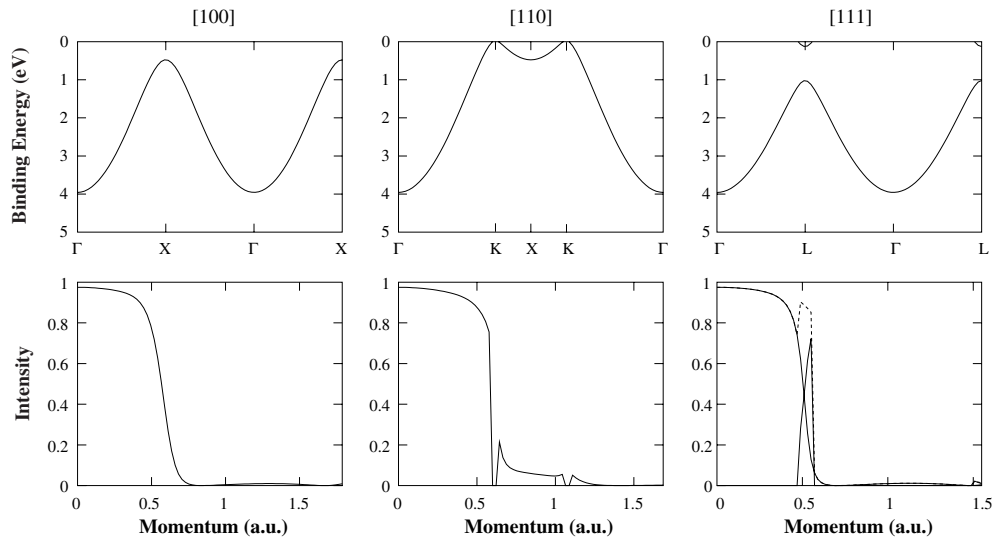 [100] [110] [111]
Binding Energy (eV)
0 0 0
1 1 1
2 2 2
3 3 3
4 4 4
5 5 5
Γ X Γ X Γ K X K Γ Γ L Γ L
Intensity
1 1 1
0.8 0.8 0.8
0.6 0.6 0.6
0.4 0.4 0.4
0.2 0.2 0.2
0 0 0
0 0.5 1 1.5 0 0.5 1 1.5 0 0.5 1 1.5
Momentum (a.u.) Momentum (a.u.) Momentum (a.u.)